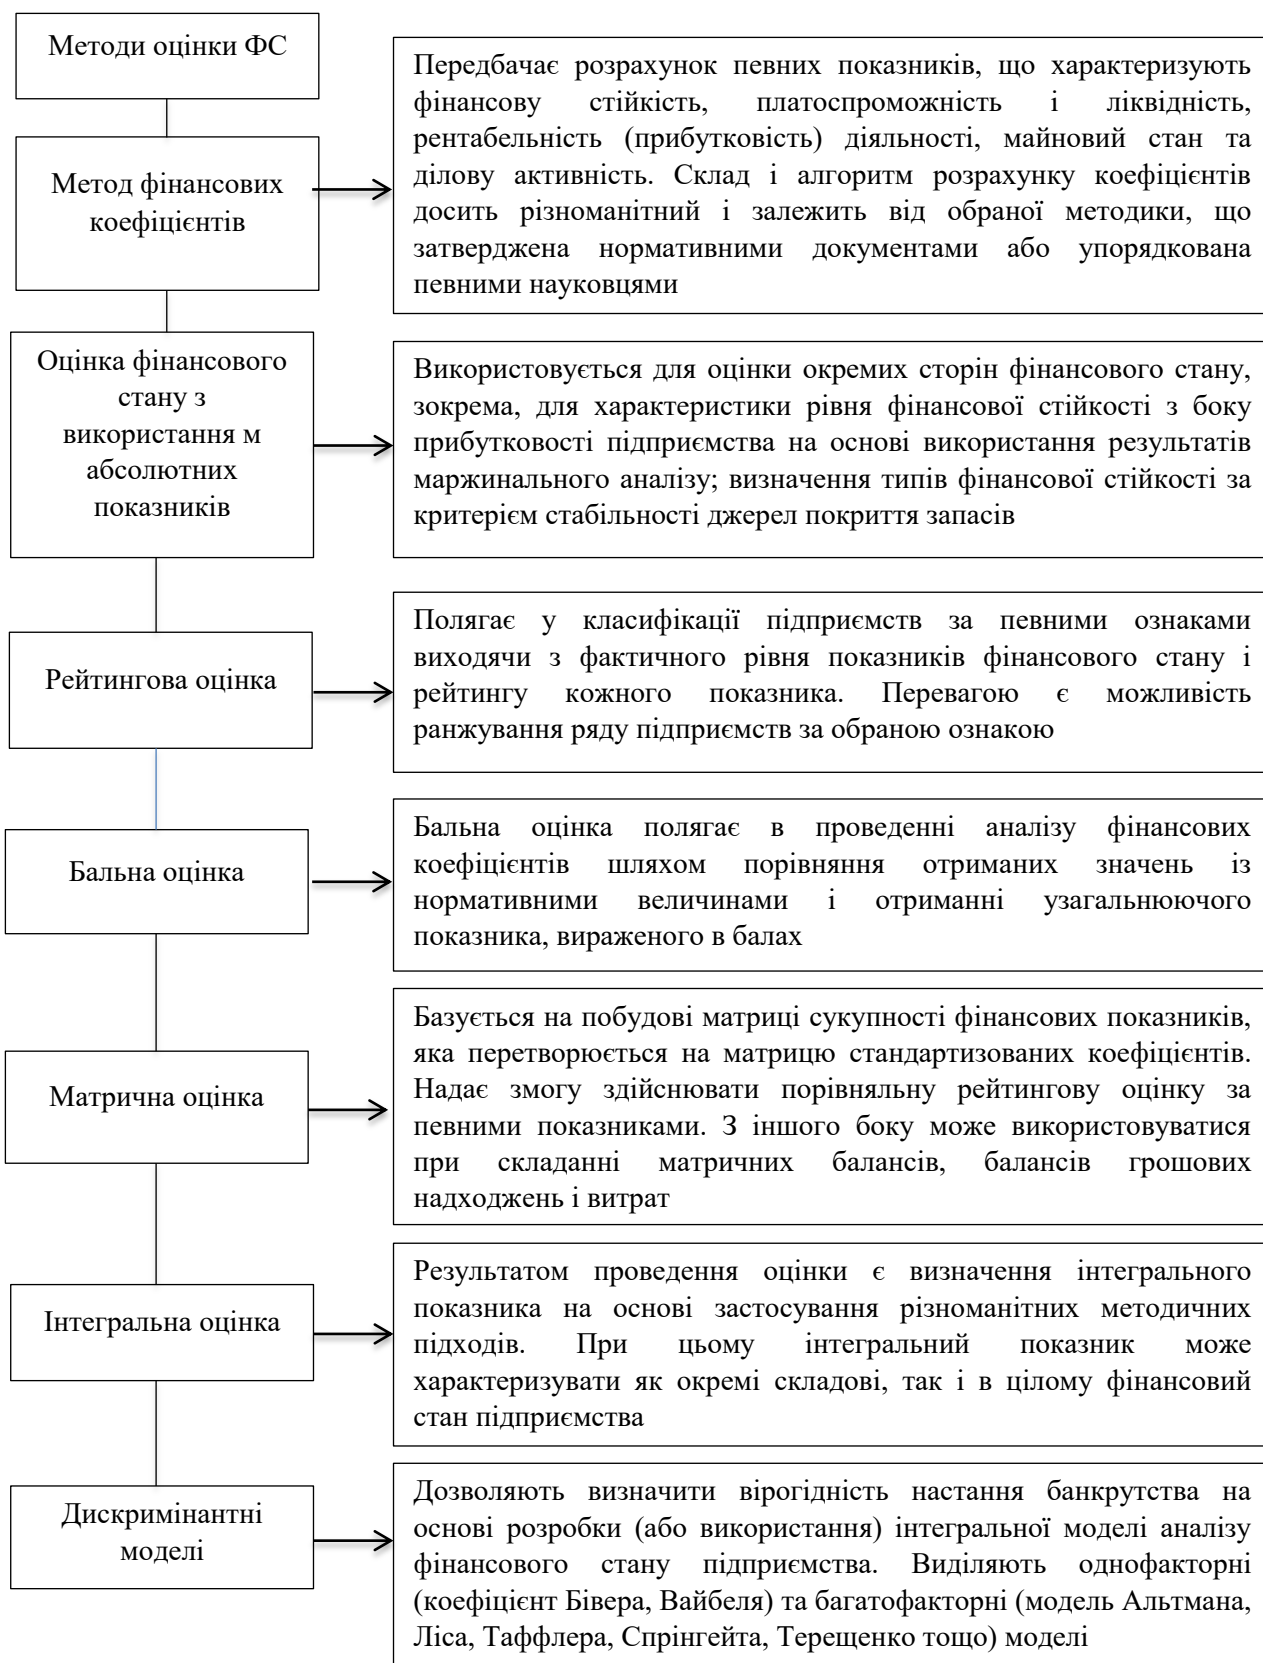 Методи оцінки ФС
Передбачає розрахунок певних показників, що характеризують
фінансову стійкість, платоспроможність і ліквідність,
рентабельність (прибутковість) діяльності, майновий стан та
ділову активність. Склад і алгоритм розрахунку коефіцієнтів
досить різноманітний і залежить від обраної методики, що
затверджена нормативними документами або упорядкована
певними науковцями
Метод фінансових
коефіцієнтів
Оцінка фінансового
стану з
використання м
абсолютних
показників
Використовується для оцінки окремих сторін фінансового стану,
зокрема, для характеристики рівня фінансової стійкості з боку
прибутковості підприємства на основі використання результатів
маржинального аналізу; визначення типів фінансової стійкості за
критерієм стабільності джерел покриття запасів
Рейтингова оцінка
Полягає у класифікації підприємств за певними ознаками
виходячи з фактичного рівня показників фінансового стану і
рейтингу кожного показника. Перевагою є можливість
ранжування ряду підприємств за обраною ознакою
Бальна оцінка
Бальна оцінка полягає в проведенні аналізу фінансових
коефіцієнтів шляхом порівняння отриманих значень із
нормативними величинами і отриманні узагальнюючого
показника, вираженого в балах
Матрична оцінка
Базується на побудові матриці сукупності фінансових показників,
яка перетворюється на матрицю стандартизованих коефіцієнтів.
Надає змогу здійснювати порівняльну рейтингову оцінку за
певними показниками. З іншого боку може використовуватися
при складанні матричних балансів, балансів грошових
надходжень і витрат
Інтегральна оцінка
Результатом проведення оцінки є визначення інтегрального
показника на основі застосування різноманітних методичних
підходів. При цьому інтегральний показник може
характеризувати як окремі складові, так і в цілому фінансовий
стан підприємства
Дискримінантні
моделі
Дозволяють визначити вірогідність настання банкрутства на
основі розробки (або використання) інтегральної моделі аналізу
фінансового стану підприємства. Виділяють однофакторні
(коефіцієнт Бівера, Вайбеля) та багатофакторні (модель Альтмана,
Ліса, Таффлера, Спрінгейта, Терещенко тощо) моделі